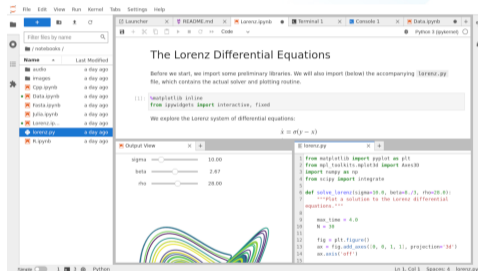 File Edit View Run Kernel Tabs Settings Help
Launcher README.md Lorenz.ipynb Terminal 1 Console 1 Data.ipynb
Code Python 3 (ipykernel)
Filter files by name
/ notebooks /
Name Last Modified
audio a day ago
images a day ago
Cpp.ipynb a day ago
Data.ipynb a day ago
Fasta.ipynb a day ago
Julia.ipynb a day ago
Lorenz.ip... a day ago
lorenz.py a day ago
R.ipynb a day ago
The Lorenz Differential Equations
Before we start, we import some preliminary libraries. We will also import (below) the accompanying lorenz.py
file, which contains the actual solver and plotting routine.
%matplotlib inline
from ipywidgets import interactive, fixed
We explore the Lorenz system of differential equations:
ẋ = σ(y − x)
Output View
sigma 10.00
beta 2.67
rho 28.00
lorenz.py
1 from matplotlib import pyplot as plt
2 from mpl_toolkits.mplot3d import Axes3D
3 import numpy as np
4 from scipy import integrate
5
6 def solve_lorenz(sigma=10.0, beta=8./3, rho=28.0):
7 """Plot a solution to the Lorenz differential
equations."""
8
9 max_time = 4.0
10 N = 30
11
12 fig = plt.figure()
13 ax = fig.add_axes([0, 0, 1, 1], projection='3d')
14 ax.axis('off')
Simple Python Ln 1, Col 1 Spaces: 4 lorenz.py